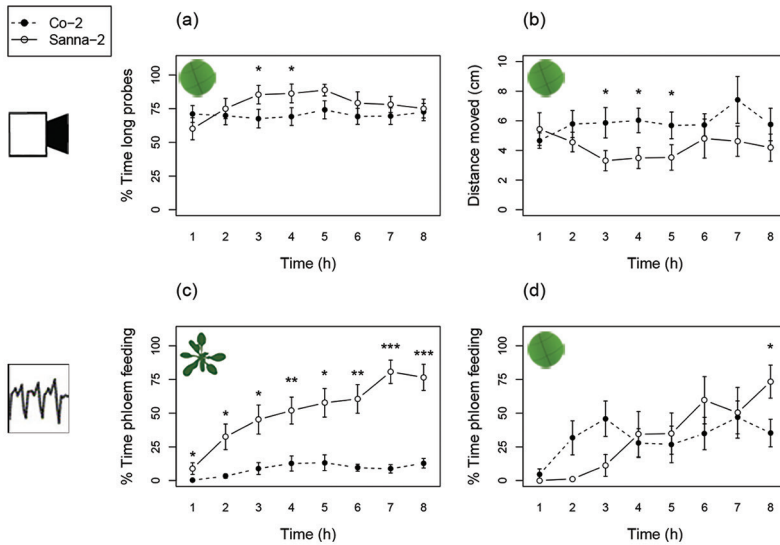 Co-2
Sanna-2
(a)
* *
% Time long probes
100
75
50
25
0
1 2 3 4 5 6 7 8
Time (h)
(b)
* * *
Distance moved (cm)
10
8
6
4
2
0
1 2 3 4 5 6 7 8
Time (h)
(c)
* * * ** * ** *** ***
% Time phloem feeding
100
75
50
25
0
1 2 3 4 5 6 7 8
Time (h)
(d)
*
% Time phloem feeding
100
75
50
25
0
1 2 3 4 5 6 7 8
Time (h)